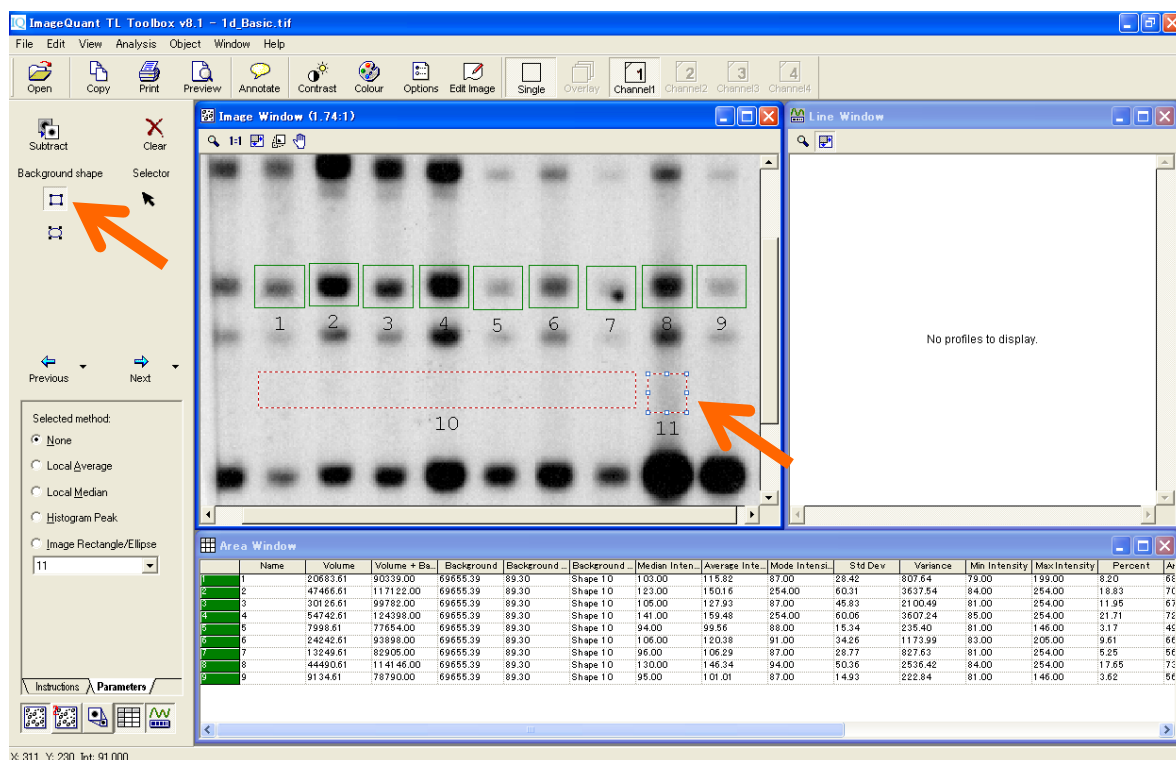 ImageQuant TL Toolbox v8.1 - 1d_Basic.tif
File Edit View Analysis Object Window Help
Open Copy Print Preview Annotate Contrast Colour Options Edit Image Single Overlay Channel1 Channel2 Channel3 Channel4
Subtract Clear
Background shape Selector
Previous Next
Selected method:
None
Local Average
Local Median
Histogram Peak
Image Rectangle/Ellipse
11
Instructions Parameters
Image Window (1.74:1)
1:1
1 2 3 4 5 6 7 8 9
10
11
Line Window
No profiles to display.
Area Window
Name Volume Volume + Ba... Background Background ... Background ... Median Inten... Average Inte... Mode Intensi... Std Dev Variance Min Intensity Max Intensity Percent Ar
1 1 20683.61 90339.00 69655.39 89.30 Shape 10 103.00 115.82 87.00 28.42 807.64 79.00 199.00 8.20 68
2 2 47466.61 117122.00 69655.39 89.30 Shape 10 123.00 150.16 254.00 60.31 3637.54 84.00 254.00 18.83 70
3 3 30126.61 99782.00 69655.39 89.30 Shape 10 105.00 127.93 87.00 45.83 2100.49 81.00 254.00 11.95 67
4 4 54742.61 124398.00 69655.39 89.30 Shape 10 141.00 159.48 254.00 60.06 3607.24 85.00 254.00 21.71 72
5 5 7998.61 77654.00 69655.39 89.30 Shape 10 94.00 99.56 88.00 15.34 235.40 81.00 146.00 3.17 49
6 6 24242.61 93898.00 69655.39 89.30 Shape 10 106.00 120.38 91.00 34.26 1173.99 83.00 205.00 9.61 66
7 7 13249.61 82905.00 69655.39 89.30 Shape 10 96.00 106.29 87.00 28.77 827.63 81.00 254.00 5.25 56
8 8 44490.61 114146.00 69655.39 89.30 Shape 10 130.00 146.34 94.00 50.36 2536.42 84.00 254.00 17.65 73
9 9 9134.61 78790.00 69655.39 89.30 Shape 10 95.00 101.01 87.00 14.93 222.84 81.00 146.00 3.62 56
X: 311 Y: 230 Int: 91.000